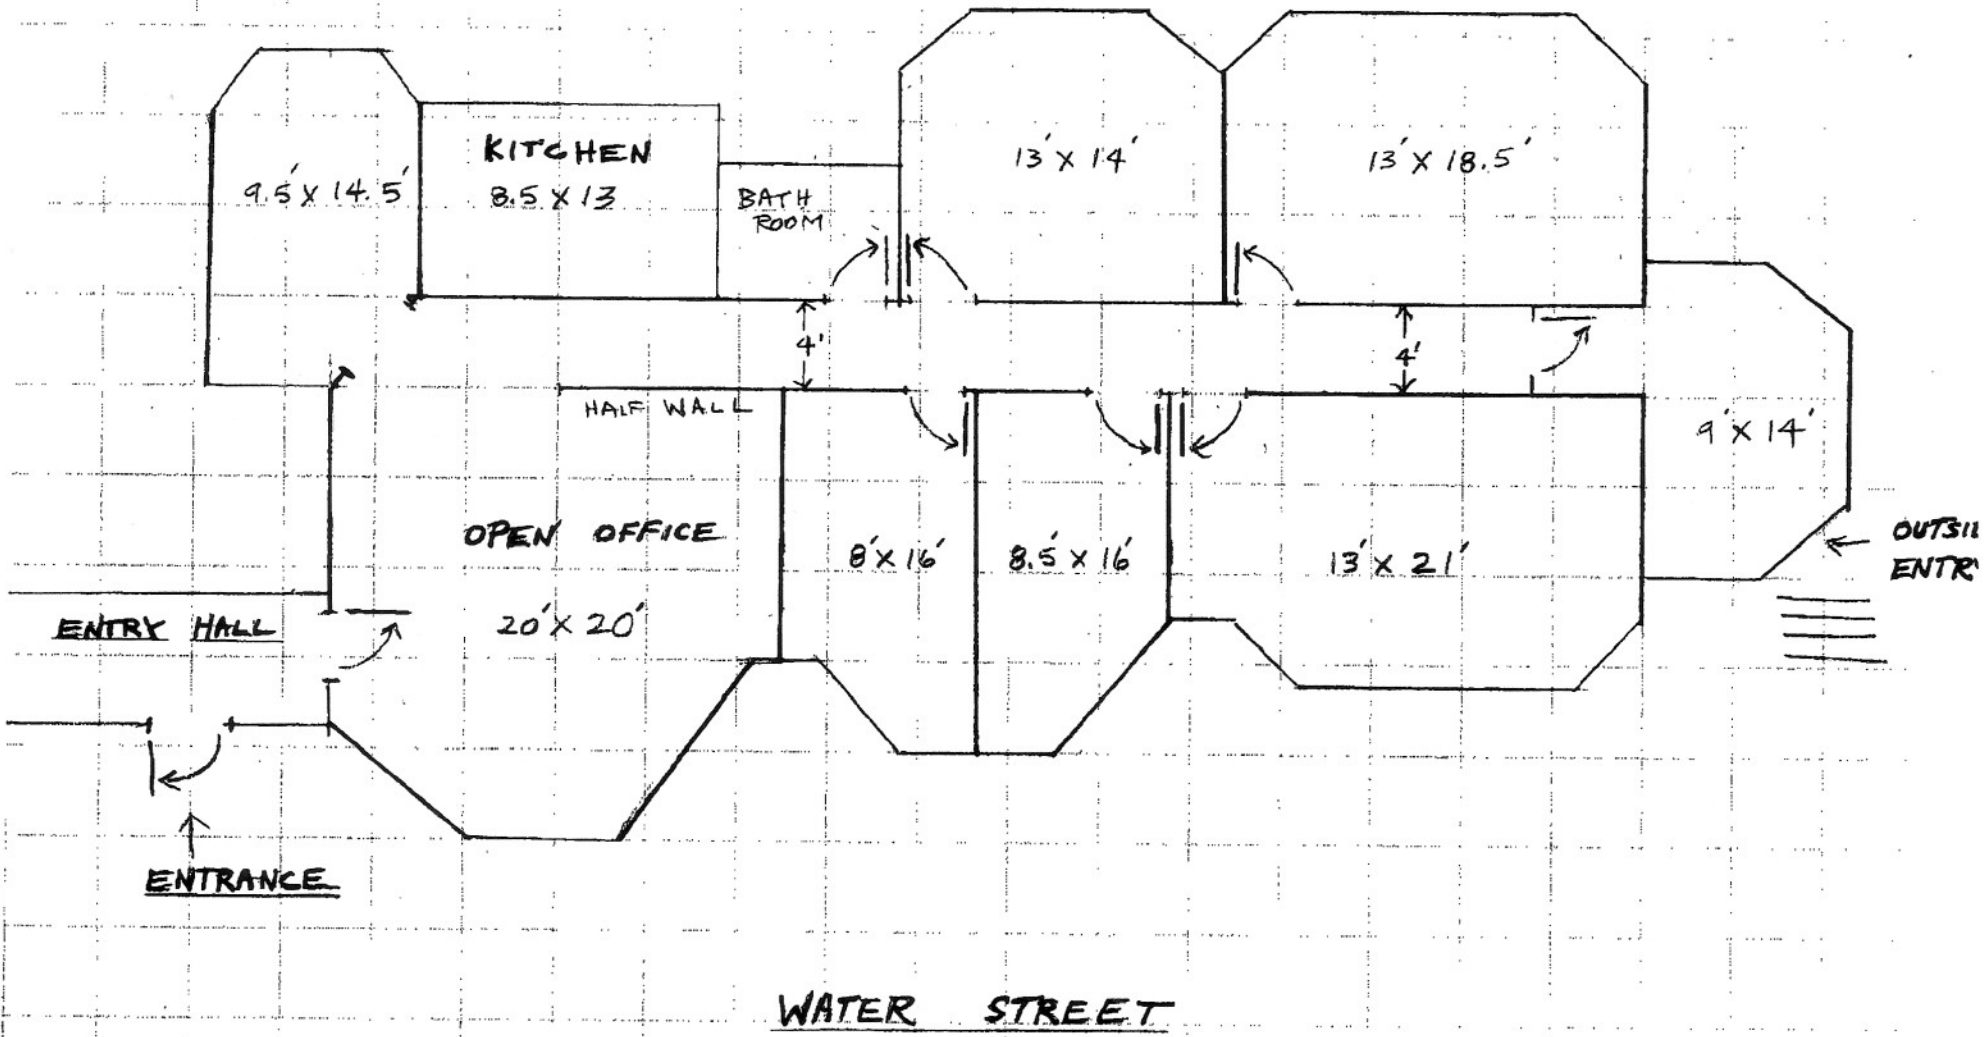 KITCHEN
13' X 14'
13' X 18.5'
9.5' X 14.5'
8.5 X 13
BATH
ROOM
4'
4'
HALF WALL
9' X 14'
OPEN OFFICE
8' X 16'
8.5' X 16'
13' X 21'
20' X 20'
ENTRY HALL
ENTRANCE
WATER STREET